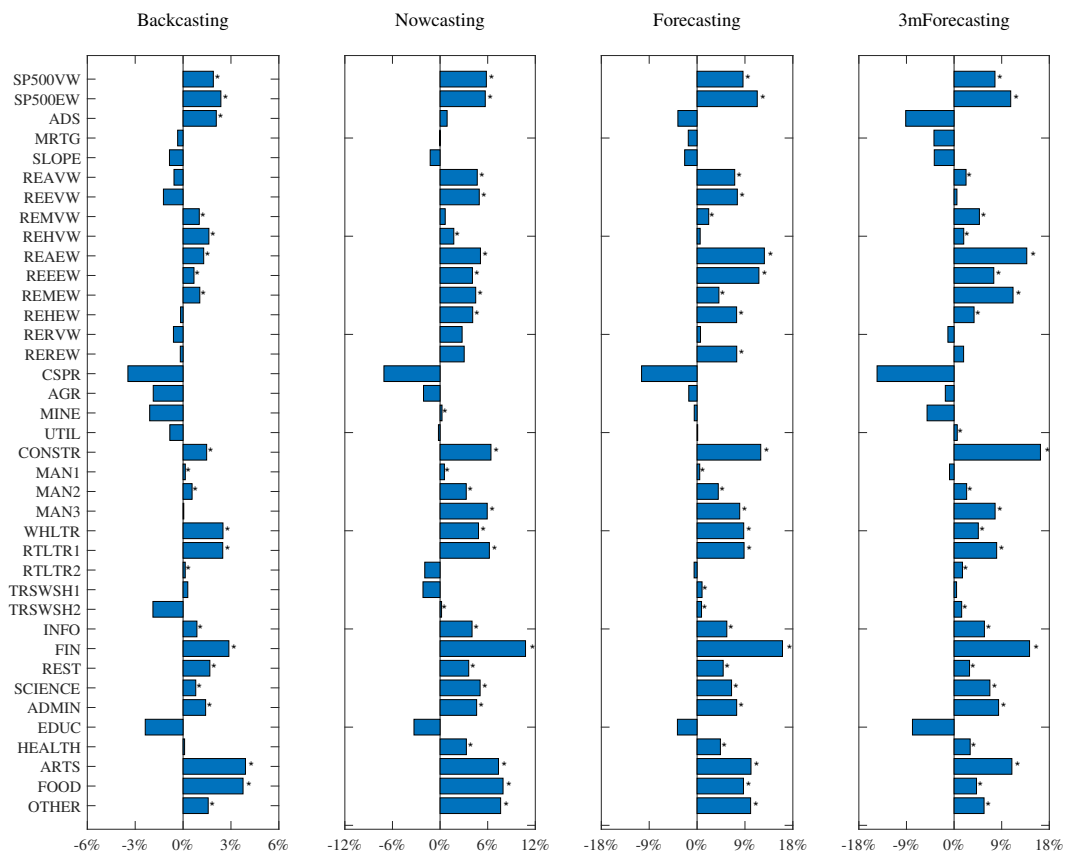 Backcasting Nowcasting Forecasting 3mForecasting
SP500VW * * * *
SP500EW * * * *
ADS *
MRTG
SLOPE
REAVW * * *
REEVW * *
REMVW * * *
REHVW * * *
REAEW * * * *
REEEW * * * *
REMEW * * * *
REHEW * * *
RERVW
REREW *
CSPR
AGR
MINE *
UTIL *
CONSTR * * * *
MAN1 * * *
MAN2 * * * *
MAN3 * * *
WHLTR * * * *
RTLTR1 * * * *
RTLTR2 * *
TRSWSH1 *
TRSWSH2 * * *
INFO * * * *
FIN * * * *
REST * * * *
SCIENCE * * * *
ADMIN * * * *
EDUC
HEALTH * * *
ARTS * * * *
FOOD * * * *
OTHER * * * *
-6% -3% 0% 3% 6% -12% -6% 0% 6% 12% -18% -9% 0% 9% 18% -18% -9% 0% 9% 18%